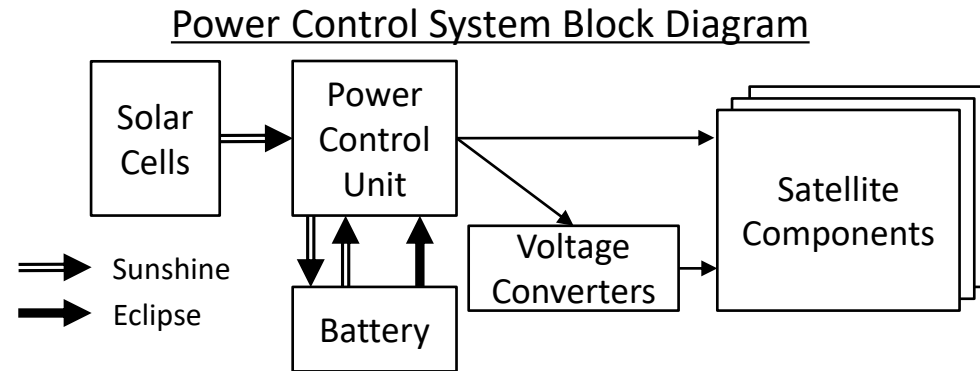 Power Control System Block Diagram
Solar
Cells
Power
Control
Unit
Satellite
Components
Voltage
Converters
Battery
Sunshine
Eclipse